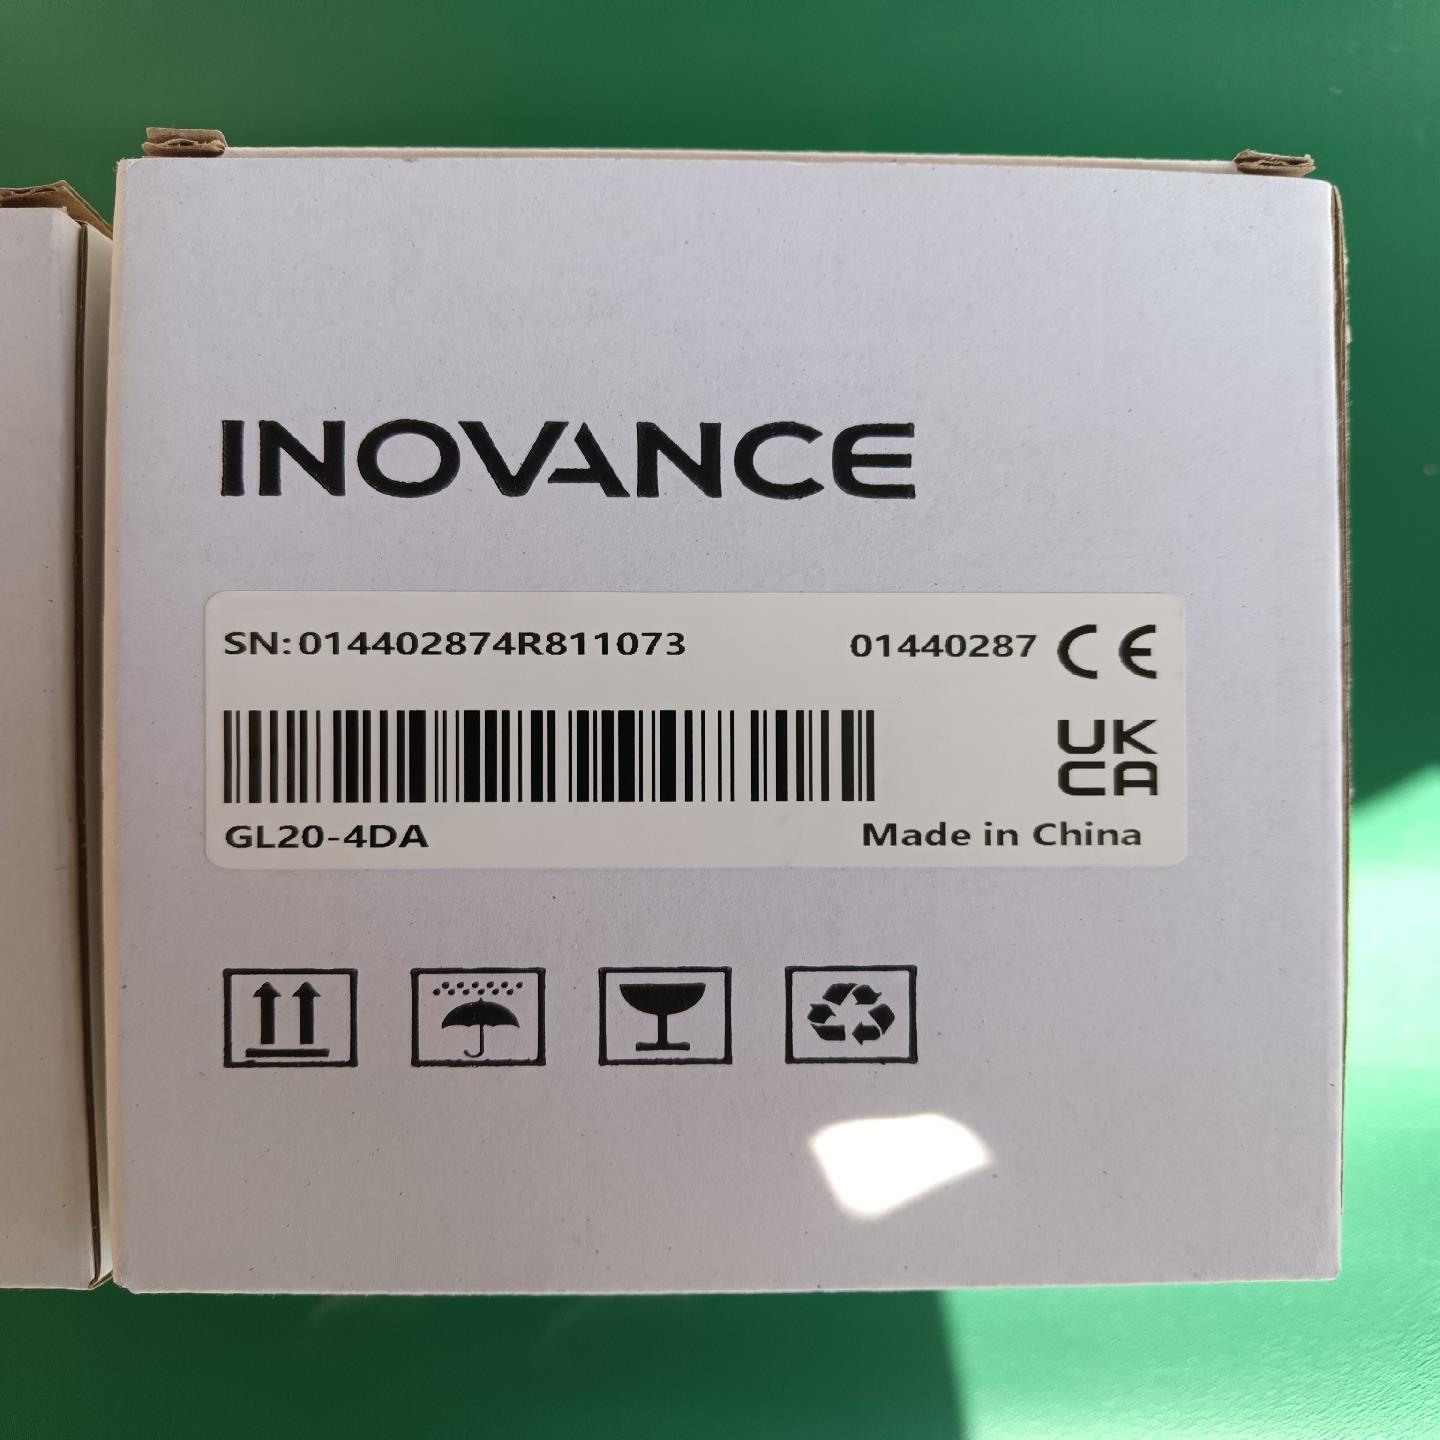 INOVANCE
SN:014402874R811073 01440287 CE
UK
CA
GL20-4DA Made in China